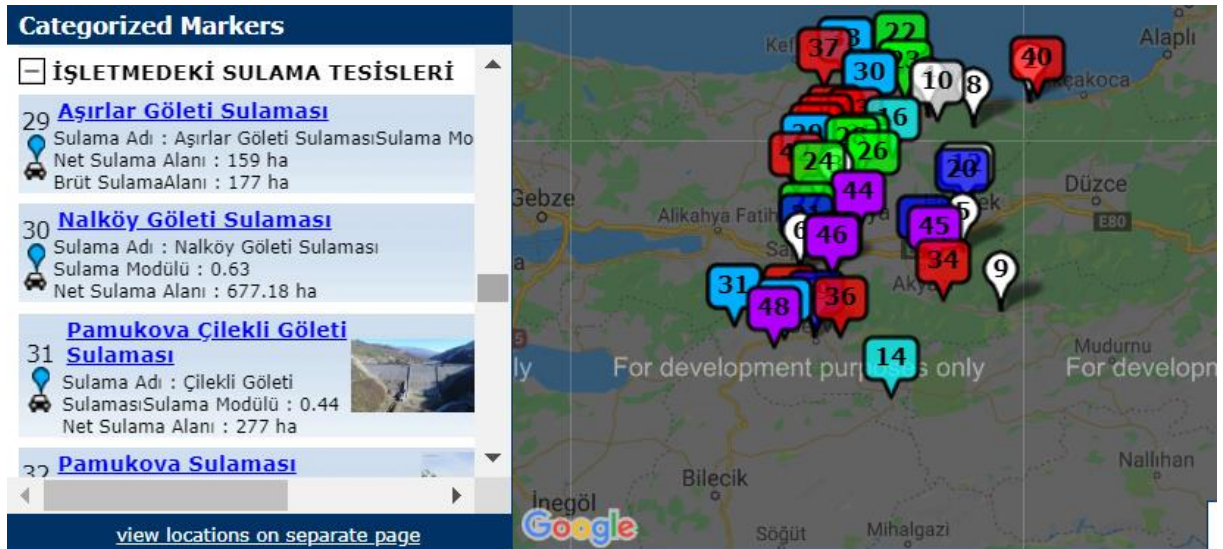 Categorized Markers
İŞLETMEDEKİ SULAMA TESİSLERİ
29 Aşırlar Göleti Sulaması
Sulama Adı : Aşırlar Göleti SulamasıSulama Mo
Net Sulama Alanı : 159 ha
Brüt SulamaAlanı : 177 ha
30 Nalköy Göleti Sulaması
Sulama Adı : Nalköy Göleti Sulaması
Sulama Modülü : 0.63
Net Sulama Alanı : 677.18 ha
Pamukova Çilekli Göleti
31 Sulaması
Sulama Adı : Çilekli Göleti
SulamasıSulama Modülü : 0.44
Net Sulama Alanı : 277 ha
32 Pamukova Sulaması
view locations on separate page
22
Alaplı
37
40
30
10
8
16
26
24
20
Düzce
44
Gebze
Alikahya
E80
45
46
34
9
31
36
48
14
Mudurnu
For development purposes only
For developm
Nallıhan
Bilecik
İnegöl
Google
Söğüt
Mihalgazi